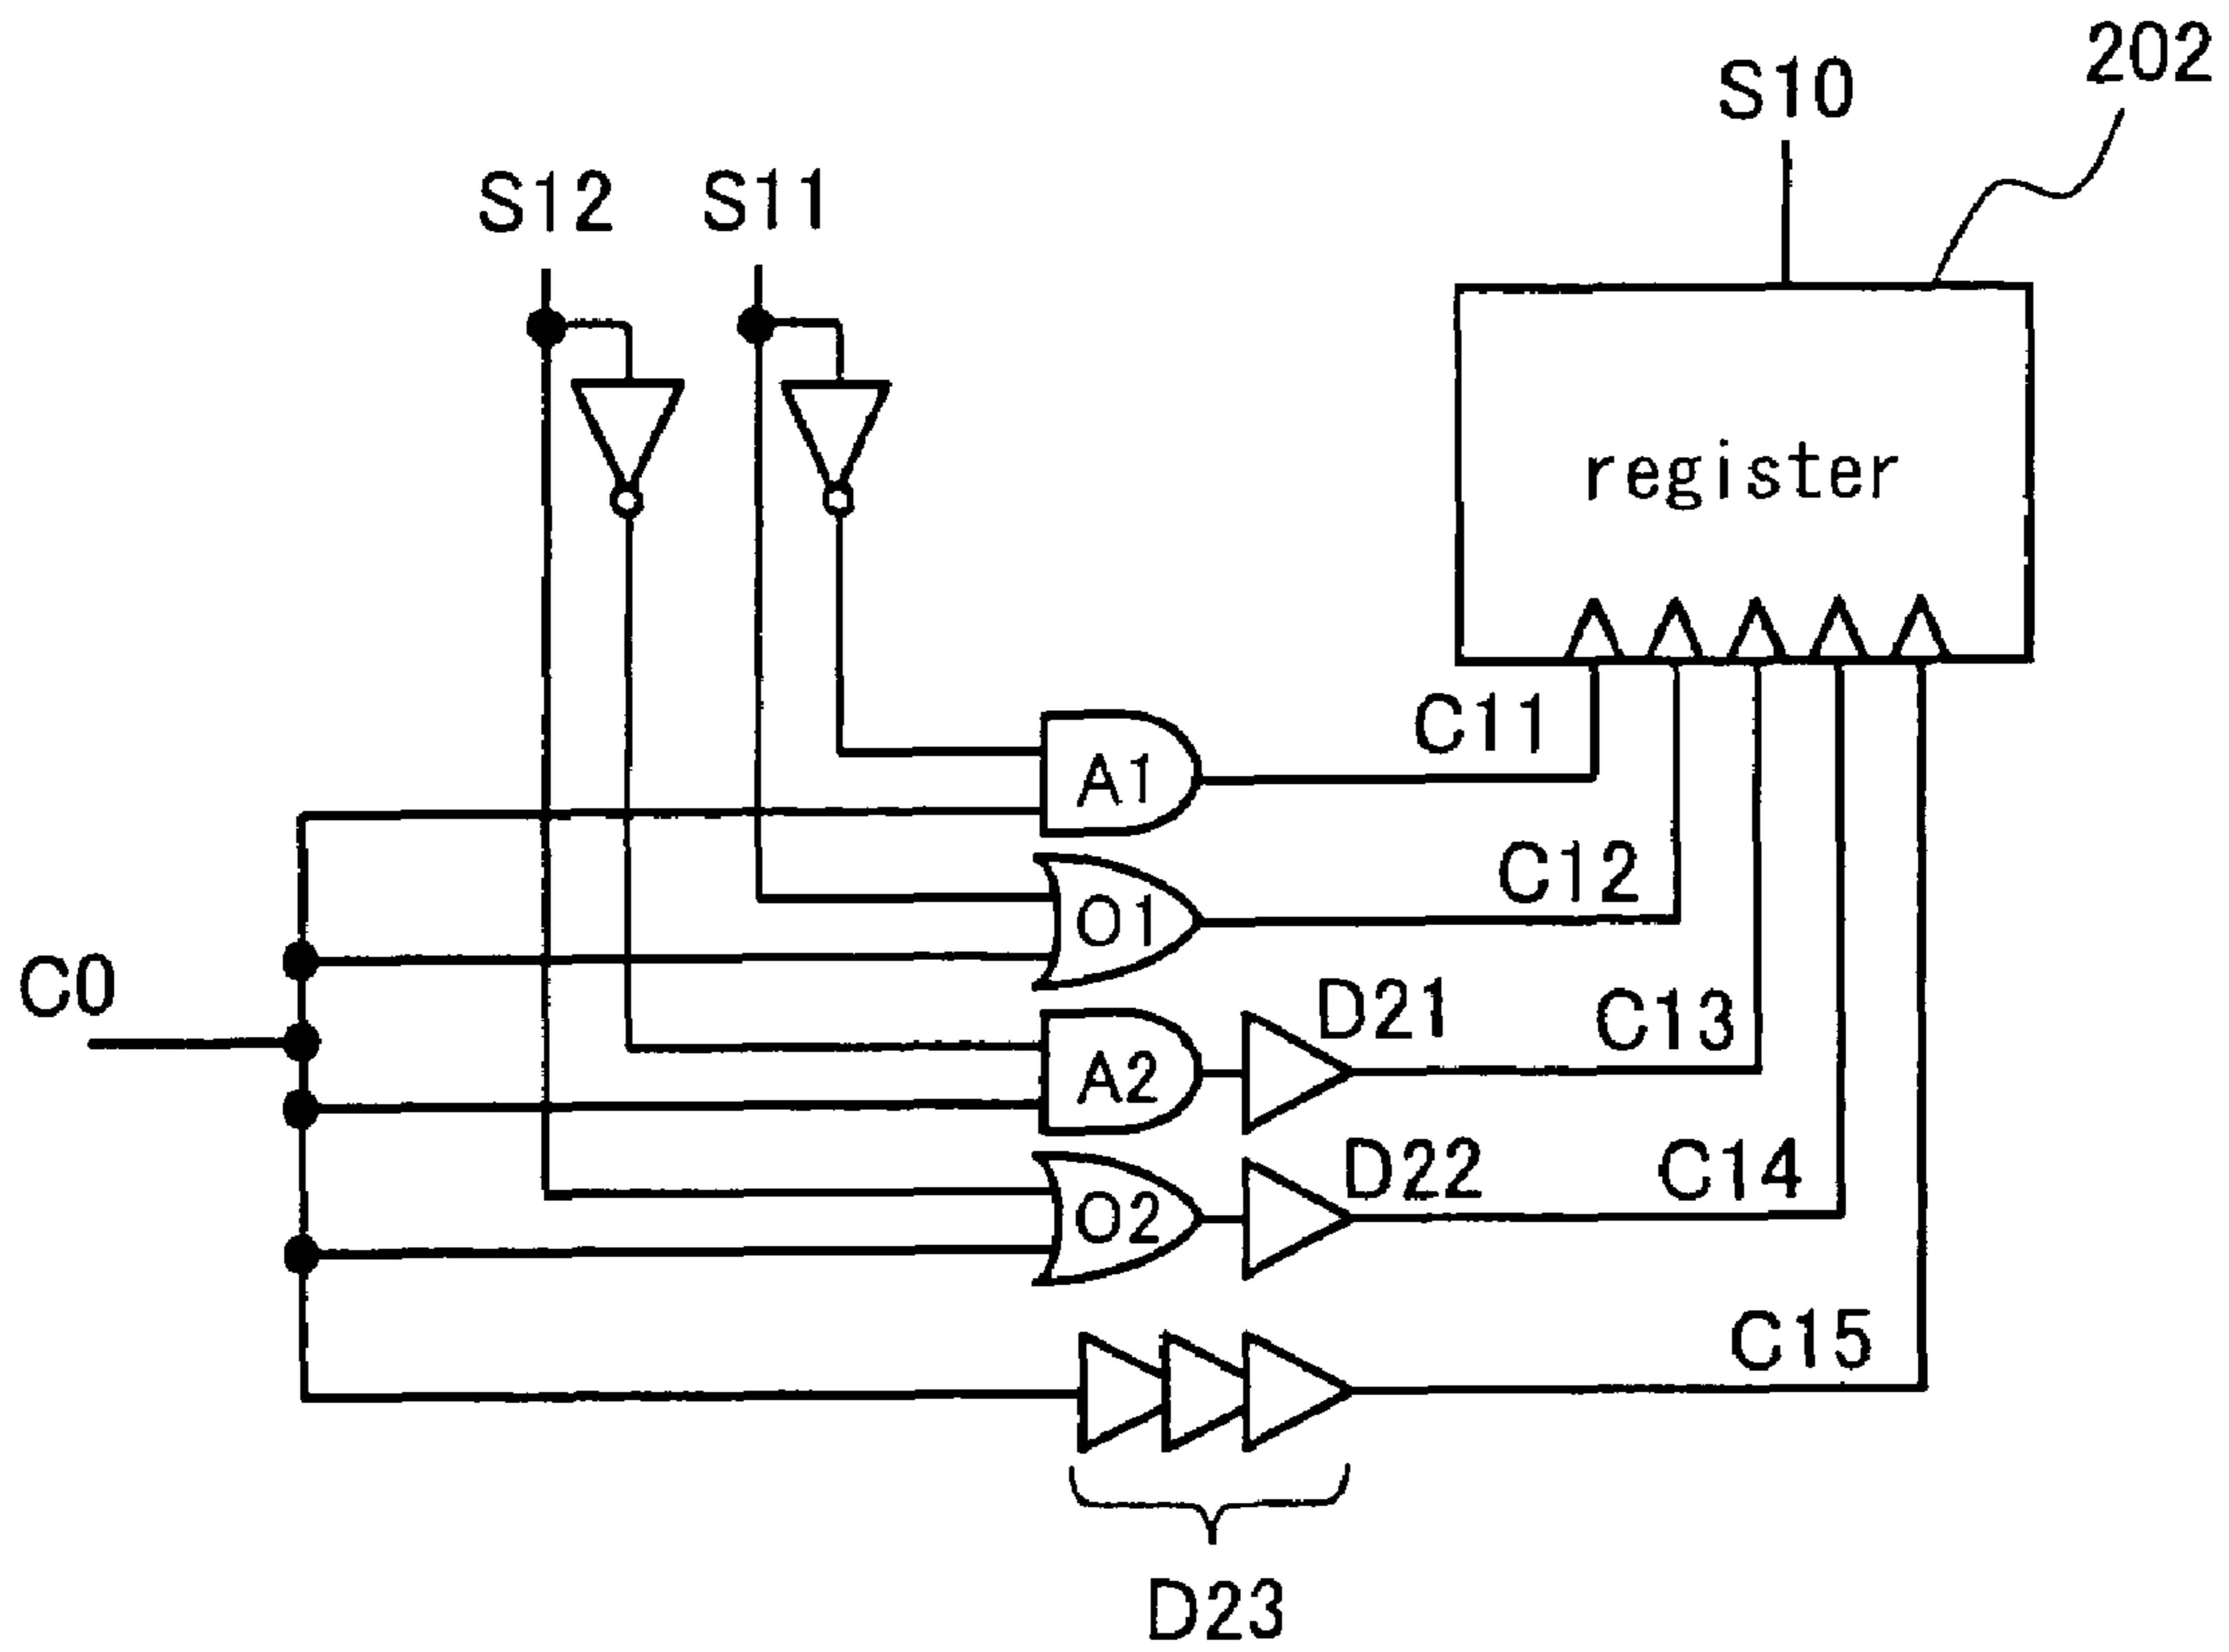 202
S10
S12
S11
register
C11
A1
C12
O1
C0
D21
C13
A2
D22
C14
O2
C15
D23